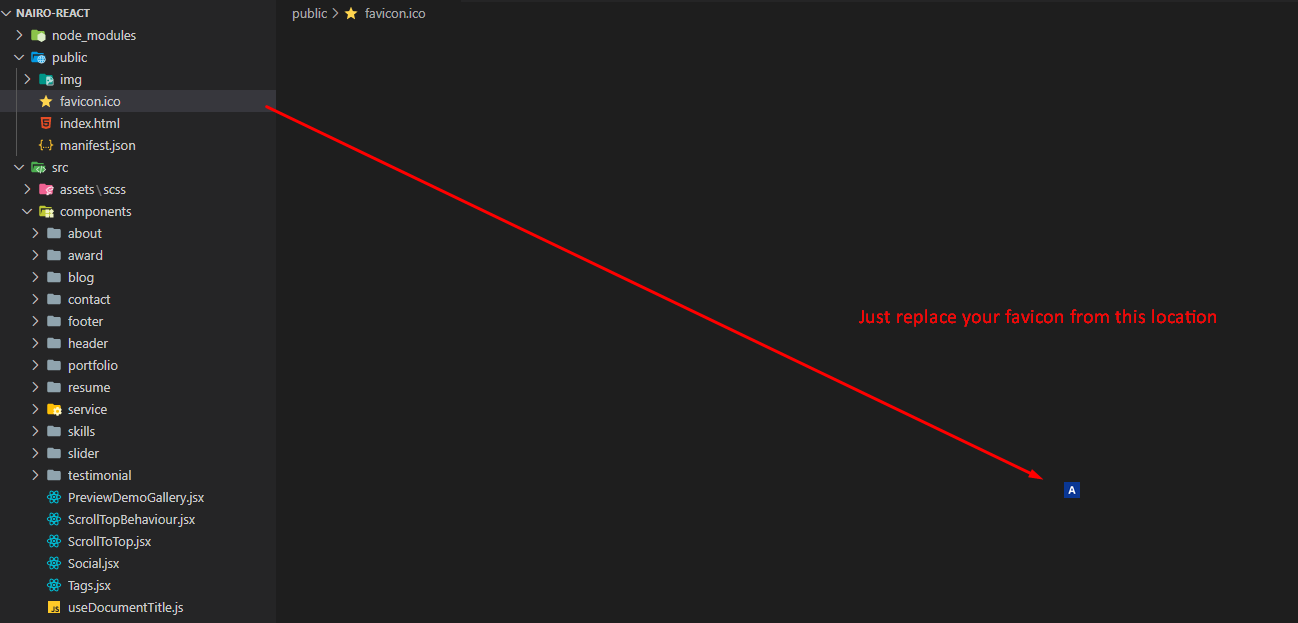 NAIRO-REACT
node_modules
public
img
favicon.ico
index.html
manifest.json
src
assets\scss
components
about
award
blog
contact
footer
header
portfolio
resume
service
skills
slider
testimonial
PreviewDemoGallery.jsx
ScrollTopBehaviour.jsx
ScrollToTop.jsx
Social.jsx
Tags.jsx
JS useDocumentTitle.js
public > favicon.ico
Just replace your favicon from this location
A